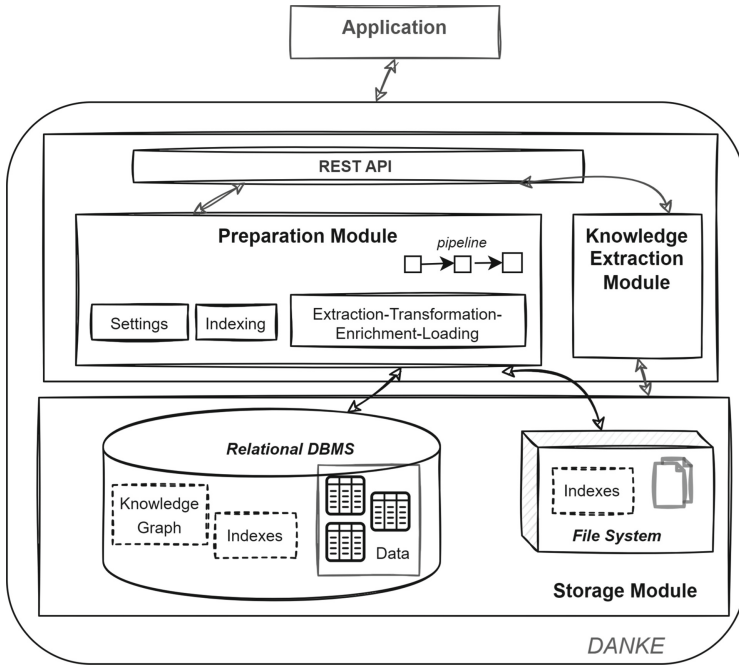 Application
REST API
Preparation Module
pipeline
Knowledge
Extraction
Module
Settings
Indexing
Extraction-Transformation-
Enrichment-Loading
Relational DBMS
Knowledge
Graph
Indexes
Data
Indexes
File System
Storage Module
DANKE